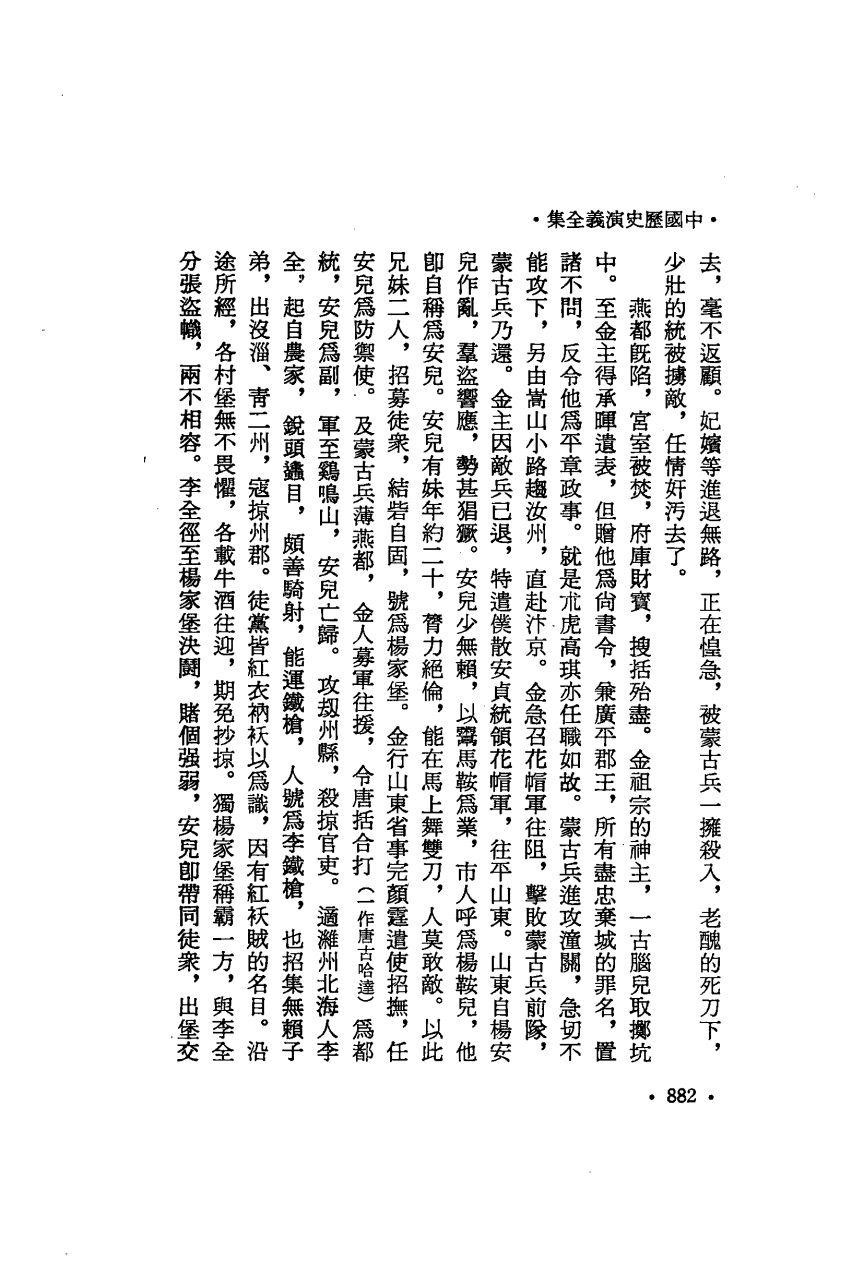 ·中國歷史演義全集·
去，毫不返顧。妃嬪等進退無路，正在惶急，被蒙古兵一擁殺入，老醜的死刀下，
少壯的統被擄敵，任情奸汚去了。
燕都旣陷，宮室被焚，府庫財寶，搜括殆盡。金祖宗的神主，一古腦兒取擲坑
中。至金主得承暉遺表，但贈他爲尙書令，兼廣平郡王，所有盡忠棄城的罪名，置
諸不問，反令他爲平章政事。就是朮虎高琪亦任職如故。蒙古兵進攻潼關，急切不
能攻下，另由嵩山小路趨汝州，直赴汴京。金急召花帽軍往阻，擊敗蒙古兵前隊，
蒙古兵乃還。金主因敵兵已退，特遣僕散安貞統領花帽軍，往平山東。山東自楊安
兒作亂，羣盜響應，勢甚猖獗。安兒少無賴，以鬻馬鞍爲業，市人呼爲楊鞍兒，他
卽自稱爲安兒。安兒有妹年約二十，膂力絕倫，能在馬上舞雙刀，人莫敢敵。以此
兄妹二人，招募徒衆，結砦自固，號爲楊家堡。金行山東省事完顏霆遣使招撫，任
安兒爲防禦使。及蒙古兵薄燕都，金人募軍往援，令唐括合打（一作唐古哈達）爲都
統，安兒爲副，軍至鷄鳴山，安兒亡歸。攻刼州縣，殺掠官吏。適濰州北海人李
全，起自農家，銳頭蠭目，頗善騎射，能運鐵槍，人號爲李鐵槍，也招集無賴子
弟，出沒淄、靑二州，寇掠州郡。徒黨皆紅衣衲袄以爲識，因有紅袄賊的名目。沿
途所經，各村堡無不畏懼，各載牛酒往迎，期免抄掠。獨楊家堡稱霸一方，與李全
分張盜幟，兩不相容。李全徑至楊家堡決鬪，賭個强弱，安兒卽帶同徒衆，出堡交
·882·